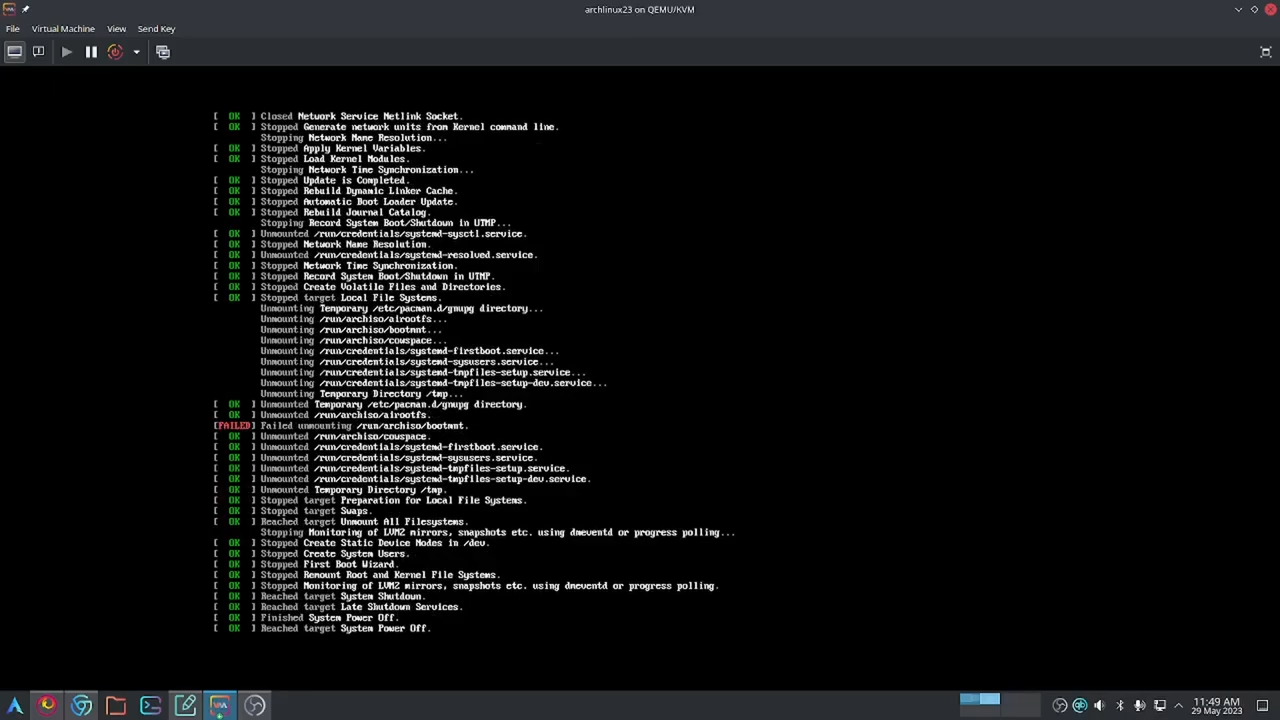 archlinux23 on QEMU/KVM
File Virtual Machine View Send Key
[ OK ] Closed Network Service Netlink Socket.
[ OK ] Stopped Generate network units from Kernel command line.
Stopping Network Name Resolution...
[ OK ] Stopped Apply Kernel Variables.
[ OK ] Stopped Load Kernel Modules.
Stopping Network Time Synchronization...
[ OK ] Stopped Update is Completed.
[ OK ] Stopped Rebuild Dynamic Linker Cache.
[ OK ] Stopped Automatic Boot Loader Update.
[ OK ] Stopped Rebuild Journal Catalog.
Stopping Record System Boot/Shutdown in UTMP...
[ OK ] Unmounted /run/credentials/systemd-sysctl.service.
[ OK ] Stopped Network Name Resolution.
[ OK ] Unmounted /run/credentials/systemd-resolved.service.
[ OK ] Stopped Network Time Synchronization.
[ OK ] Stopped Record System Boot/Shutdown in UTMP.
[ OK ] Stopped Create Volatile Files and Directories.
[ OK ] Stopped target Local File Systems.
Unmounting Temporary /etc/pacman.d/gnupg directory...
Unmounting /run/archiso/airootfs...
Unmounting /run/archiso/bootmnt...
Unmounting /run/archiso/cowspace...
Unmounting /run/credentials/systemd-firstboot.service...
Unmounting /run/credentials/systemd-sysusers.service...
Unmounting /run/credentials/systemd-tmpfiles-setup.service...
Unmounting /run/credentials/systemd-tmpfiles-setup-dev.service...
Unmounting Temporary Directory /tmp...
[ OK ] Unmounted Temporary /etc/pacman.d/gnupg directory.
[ OK ] Unmounted /run/archiso/airootfs.
[FAILED] Failed unmounting /run/archiso/bootmnt.
[ OK ] Unmounted /run/archiso/cowspace.
[ OK ] Unmounted /run/credentials/systemd-firstboot.service.
[ OK ] Unmounted /run/credentials/systemd-sysusers.service.
[ OK ] Unmounted /run/credentials/systemd-tmpfiles-setup.service.
[ OK ] Unmounted /run/credentials/systemd-tmpfiles-setup-dev.service.
[ OK ] Unmounted Temporary Directory /tmp.
[ OK ] Stopped target Preparation for Local File Systems.
[ OK ] Stopped target Swaps.
[ OK ] Reached target Unmount All Filesystems.
Stopping Monitoring of LVM2 mirrors, snapshots etc. using dmeventd or progress polling...
[ OK ] Stopped Create Static Device Nodes in /dev.
[ OK ] Stopped Create System Users.
[ OK ] Stopped First Boot Wizard.
[ OK ] Stopped Remount Root and Kernel File Systems.
[ OK ] Stopped Monitoring of LVM2 mirrors, snapshots etc. using dmeventd or progress polling.
[ OK ] Reached target System Shutdown.
[ OK ] Reached target Late Shutdown Services.
[ OK ] Finished System Power Off.
[ OK ] Reached target System Power Off.
11:49 AM
29 May 2023